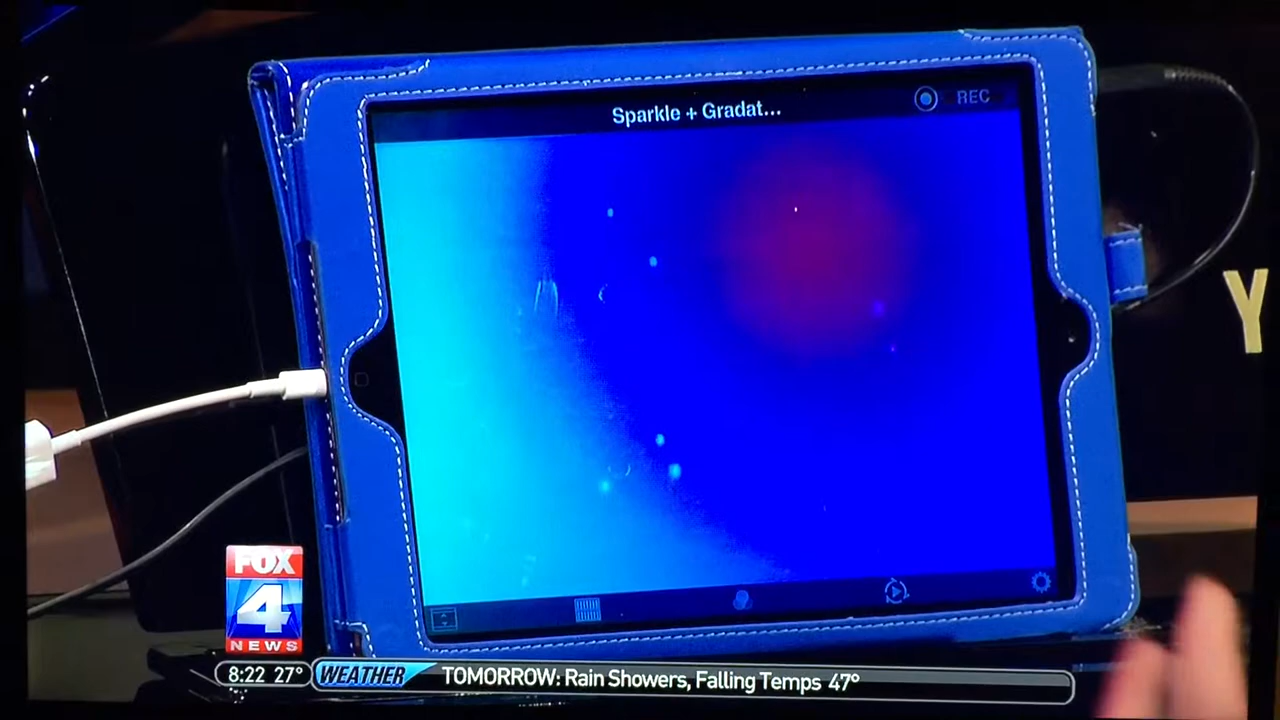 Sparkle + Gradat...
REC
Y
FOX
4
NEWS
8:22 27°
WEATHER
TOMORROW: Rain Showers, Falling Temps 47°